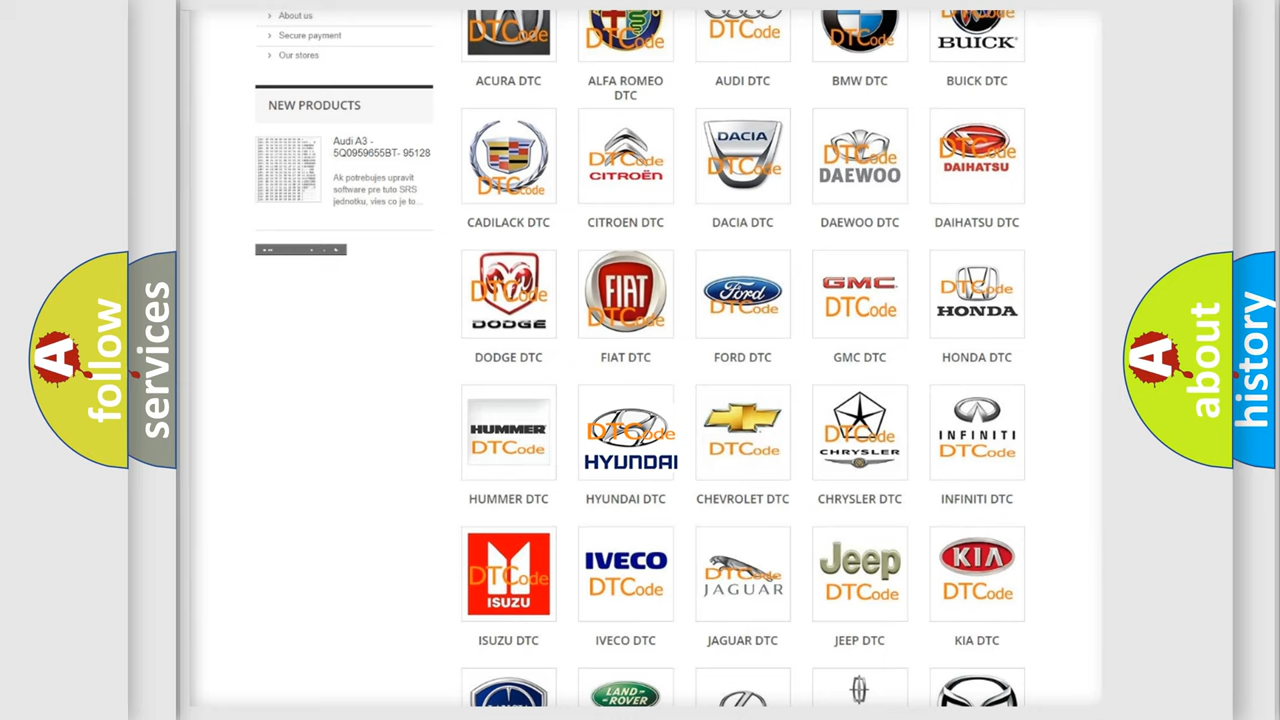 About us
Secure payment
Our stores
NEW PRODUCTS
Audi A3 -
5Q0959655BT- 95128
Ak potrebujes upravit
software pre tuto SRS
jednotku, vies co je to...
DTCode
DTCode
DTCode
DTCode
BUICK
ACURA DTC
ALFA ROMEO
DTC
AUDI DTC
BMW DTC
BUICK DTC
DTCode
DTCode
CITROËN
DACIA
DTCode
DTCode
DAEWOO
DTCode
DAIHATSU
CADILACK DTC
CITROEN DTC
DACIA DTC
DAEWOO DTC
DAIHATSU DTC
DTCode
DODGE
FIAT
DTCode
Ford
DTCode
GMC
DTCode
DTCode
HONDA
DODGE DTC
FIAT DTC
FORD DTC
GMC DTC
HONDA DTC
HUMMER
DTCode
DTCode
HYUNDAI
DTCode
DTCode
CHRYSLER
INFINITI
DTCode
HUMMER DTC
HYUNDAI DTC
CHEVROLET DTC
CHRYSLER DTC
INFINITI DTC
DTCode
ISUZU
IVECO
DTCode
DTCode
JAGUAR
Jeep
DTCode
KIA
DTCode
ISUZU DTC
IVECO DTC
JAGUAR DTC
JEEP DTC
KIA DTC
LAND-
ROVER
A
follow
services
A
about
history